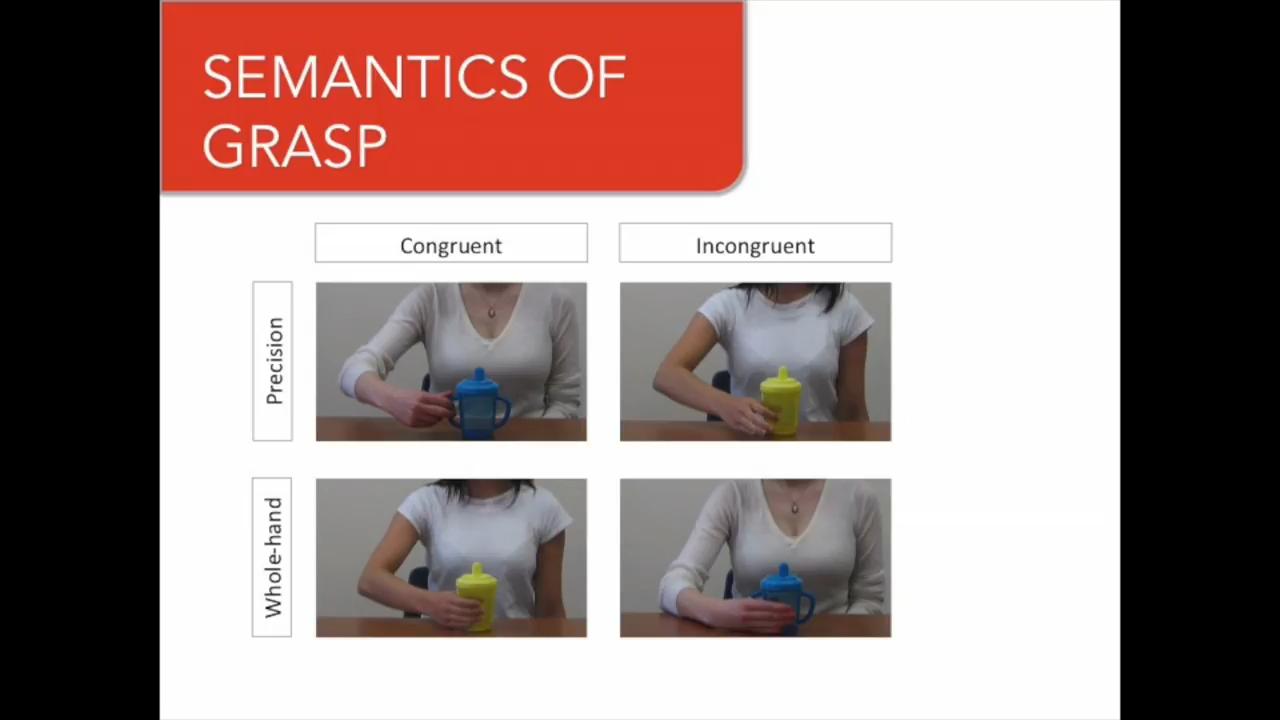 SEMANTICS OF
GRASP
Congruent
Incongruent
Precision
Whole-hand